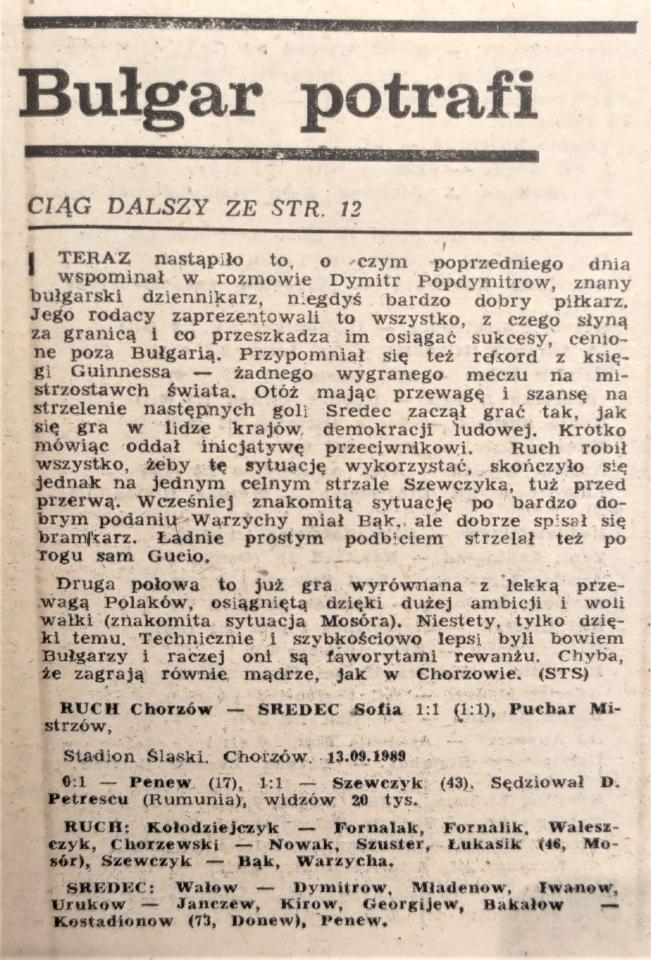 Bułgar potrafi
CIĄG DALSZY ZE STR. 12
I TERAZ nastąpiło to, o czym poprzedniego dnia
wspominał w rozmowie Dymitr Popdymitrow, znany
bułgarski dziennikarz, niegdyś bardzo dobry piłkarz.
Jego rodacy zaprezentowali to wszystko, z czego słyną
za granicą i co przeszkadza im osiągać sukcesy, cenio-
ne poza Bułgarią. Przypomniał się też rekord z księ-
gi Guinnessa — żadnego wygranego meczu na mi-
strzostawch świata. Otóż mając przewagę i szansę na
strzelenie następnych goli Sredec zaczął grać tak, jak
się gra w lidze krajów demokracji ludowej. Krótko
mówiąc oddał inicjatywę przeciwnikowi. Ruch robił
wszystko, żeby tę sytuację wykorzystać, skończyło się
jednak na jednym celnym strzale Szewczyka, tuż przed
przerwą. Wcześniej znakomitą sytuację po bardzo do-
brym podaniu Warzychy miał Bąk, ale dobrze spisał się
bramkarz. Ładnie prostym podbiciem strzelał też po
rogu sam Gucio.
Druga połowa to już gra wyrównana z lekką prze-
wagą Polaków, osiągniętą dzięki dużej ambicji i woli
walki (znakomita sytuacja Mosóra). Niestety, tylko dzię-
ki temu. Technicznie i szybkościowo lepsi byli bowiem
Bułgarzy i raczej oni są faworytami rewanżu. Chyba,
że zagrają równie mądrze, jak w Chorzowie. (STS)
RUCH Chorzów — SREDEC Sofia 1:1 (1:1), Puchar Mi-
strzów,
Stadion Śląski, Chorzów, 13.09.1989
0:1 — Penew (17), 1:1 — Szewczyk (43). Sędziował D.
Petrescu (Rumunia), widzów 20 tys.
RUCH: Kołodziejczyk — Fornalak, Fornalik, Walesz-
czyk, Chorzewski — Nowak, Szuster, Łukasik (46, Mo-
sór), Szewczyk — Bąk, Warzycha.
SREDEC: Wałow — Dymitrow, Mładenow, Iwanow,
Urukow — Janczew, Kirow, Georgijew, Bakałow —
Kostadionow (73, Donew), Penew.